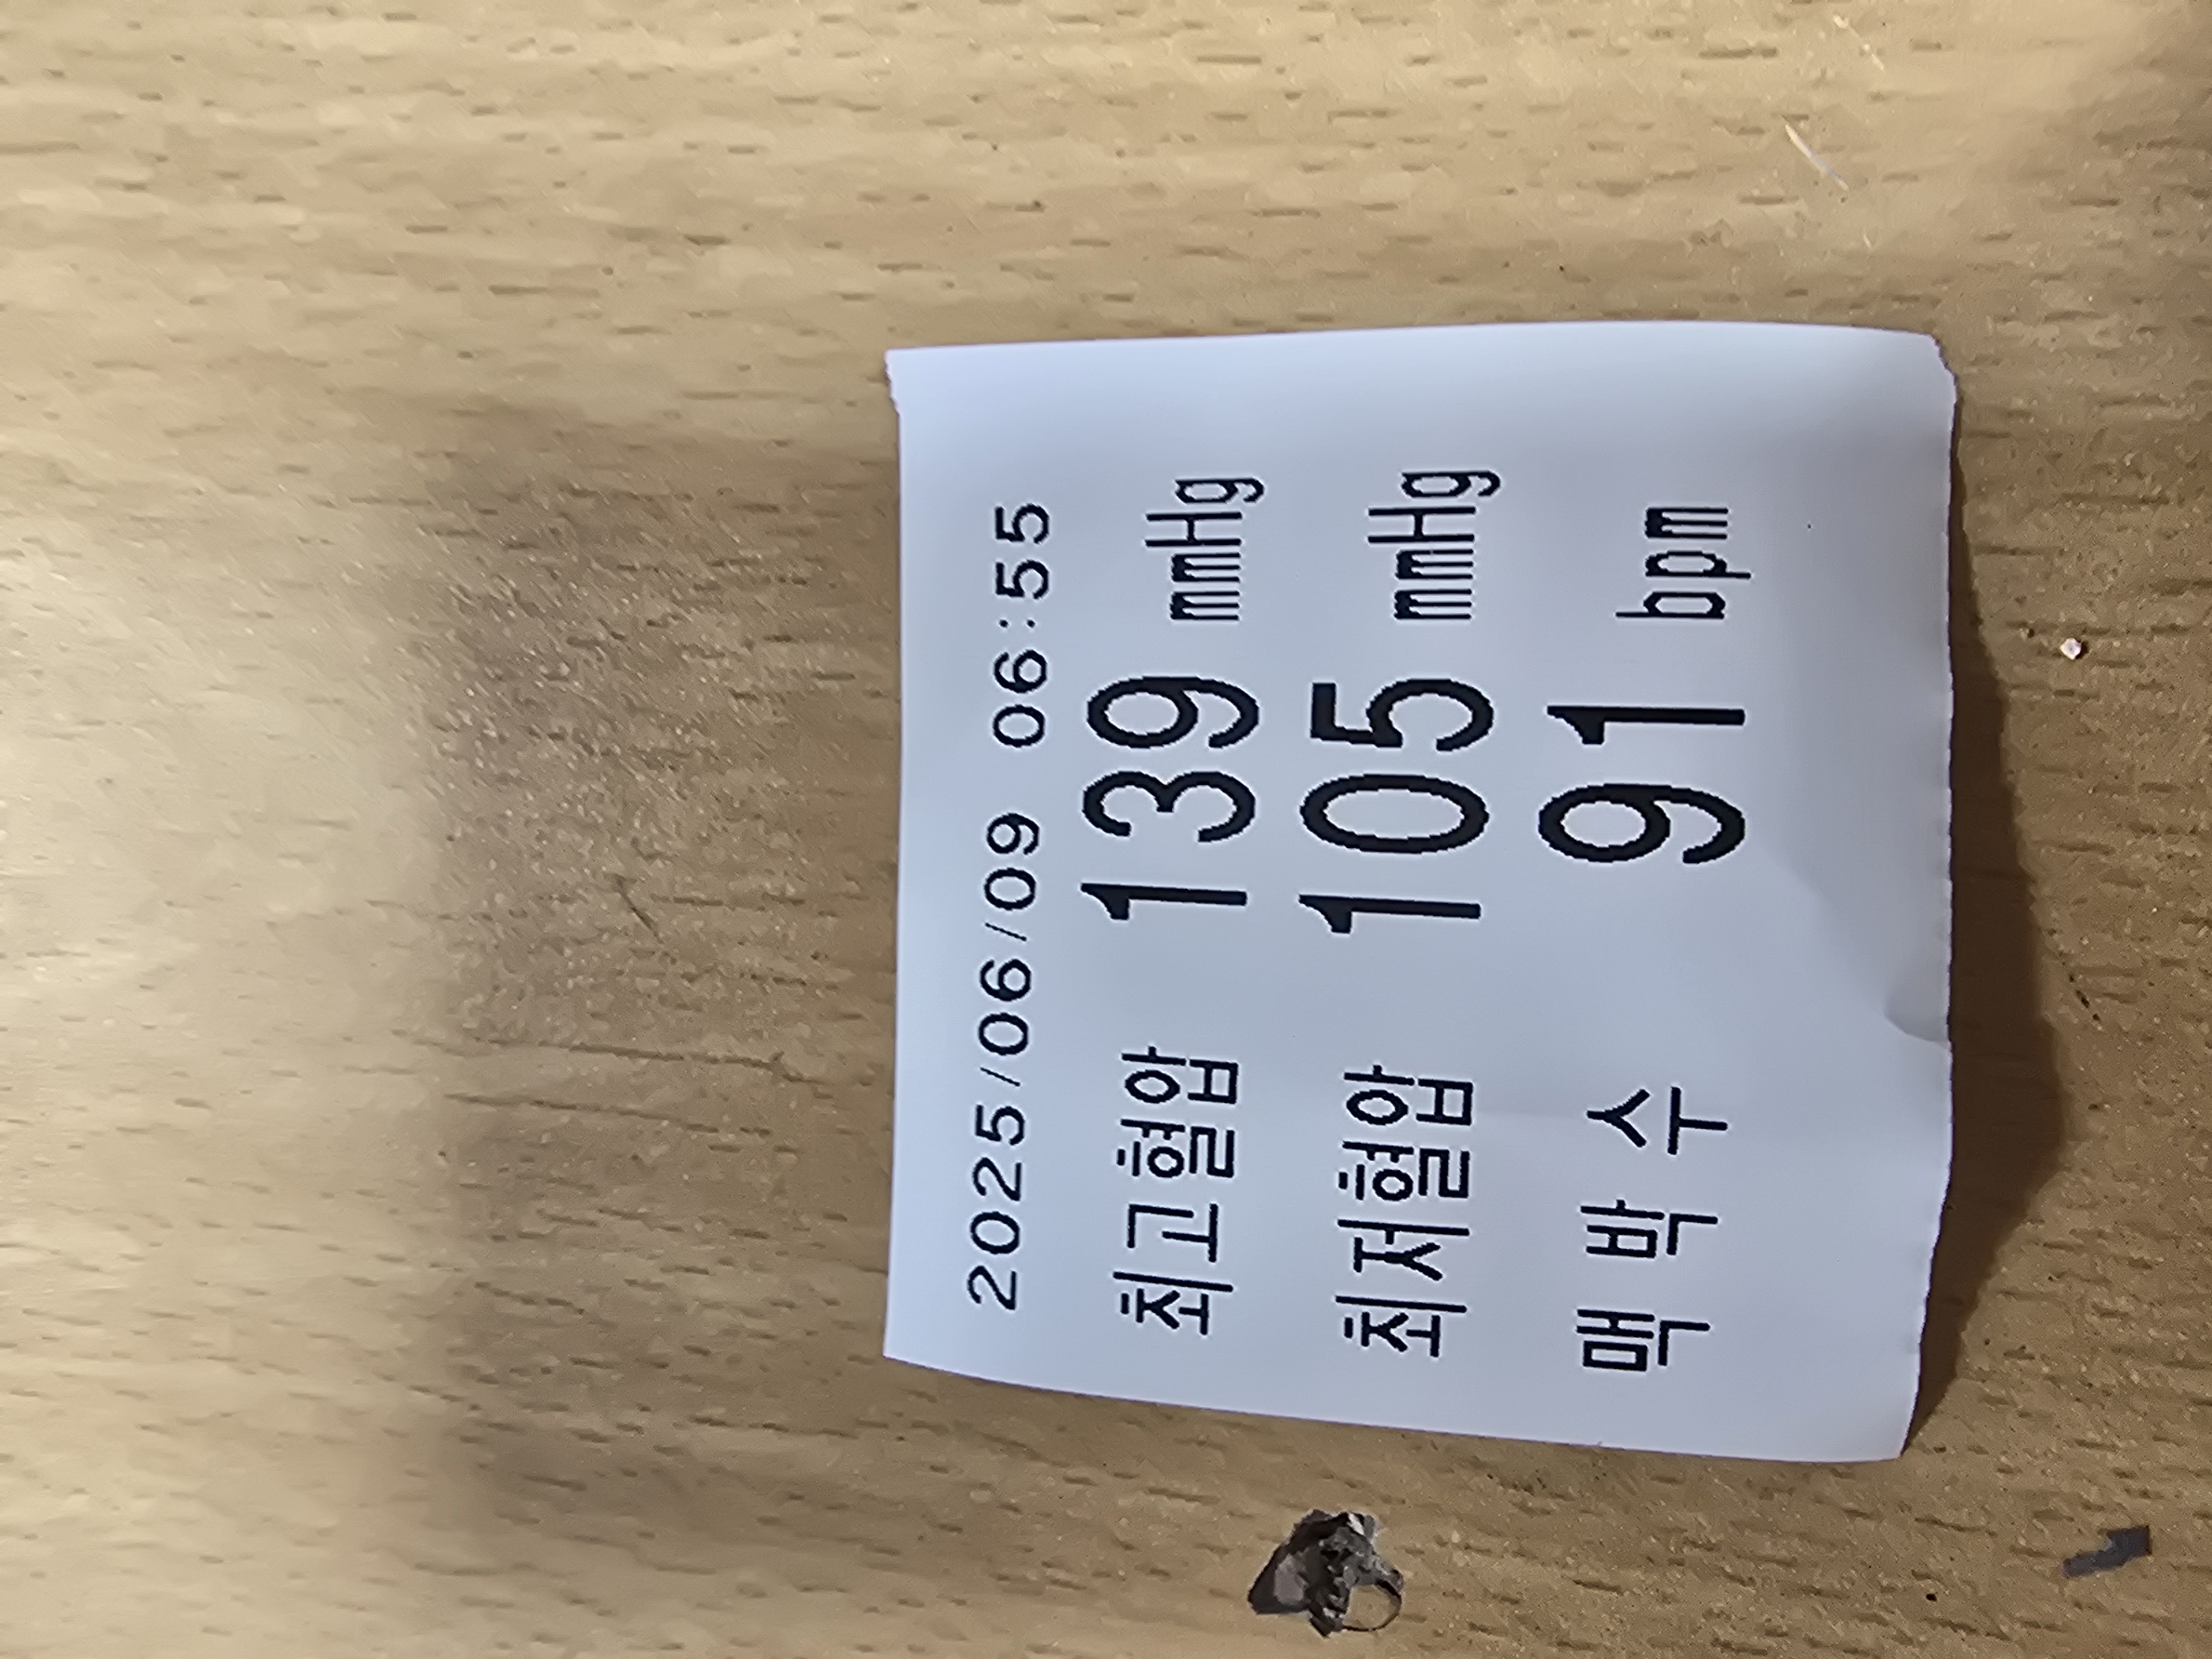 2025/06/09 06:55
최고혈압 139 mmHg
최저혈압 105 mmHg
맥 박 수 91 bpm